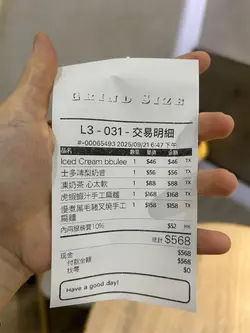 GRIND SIZE
L3 - 031 - 交易明細
#-00065493 2025/09/21 6:47 下午
品名 數量 單價 金額
Iced Cream bbulee 1 $46 $46 TX
士多啤梨奶昔 1 $56 $56 TX
凍奶茶 心太軟 1 $88 $88 TX
虎蝦蝦汁手工扁麵 1 $168 $168 TX
慢煮黑毛豬叉燒手工扁麵 1 $158 $158 TX
內用服務費10% $52
總計 $568
現金 $568
付款金額 $568
找零 $0
Have a good day!